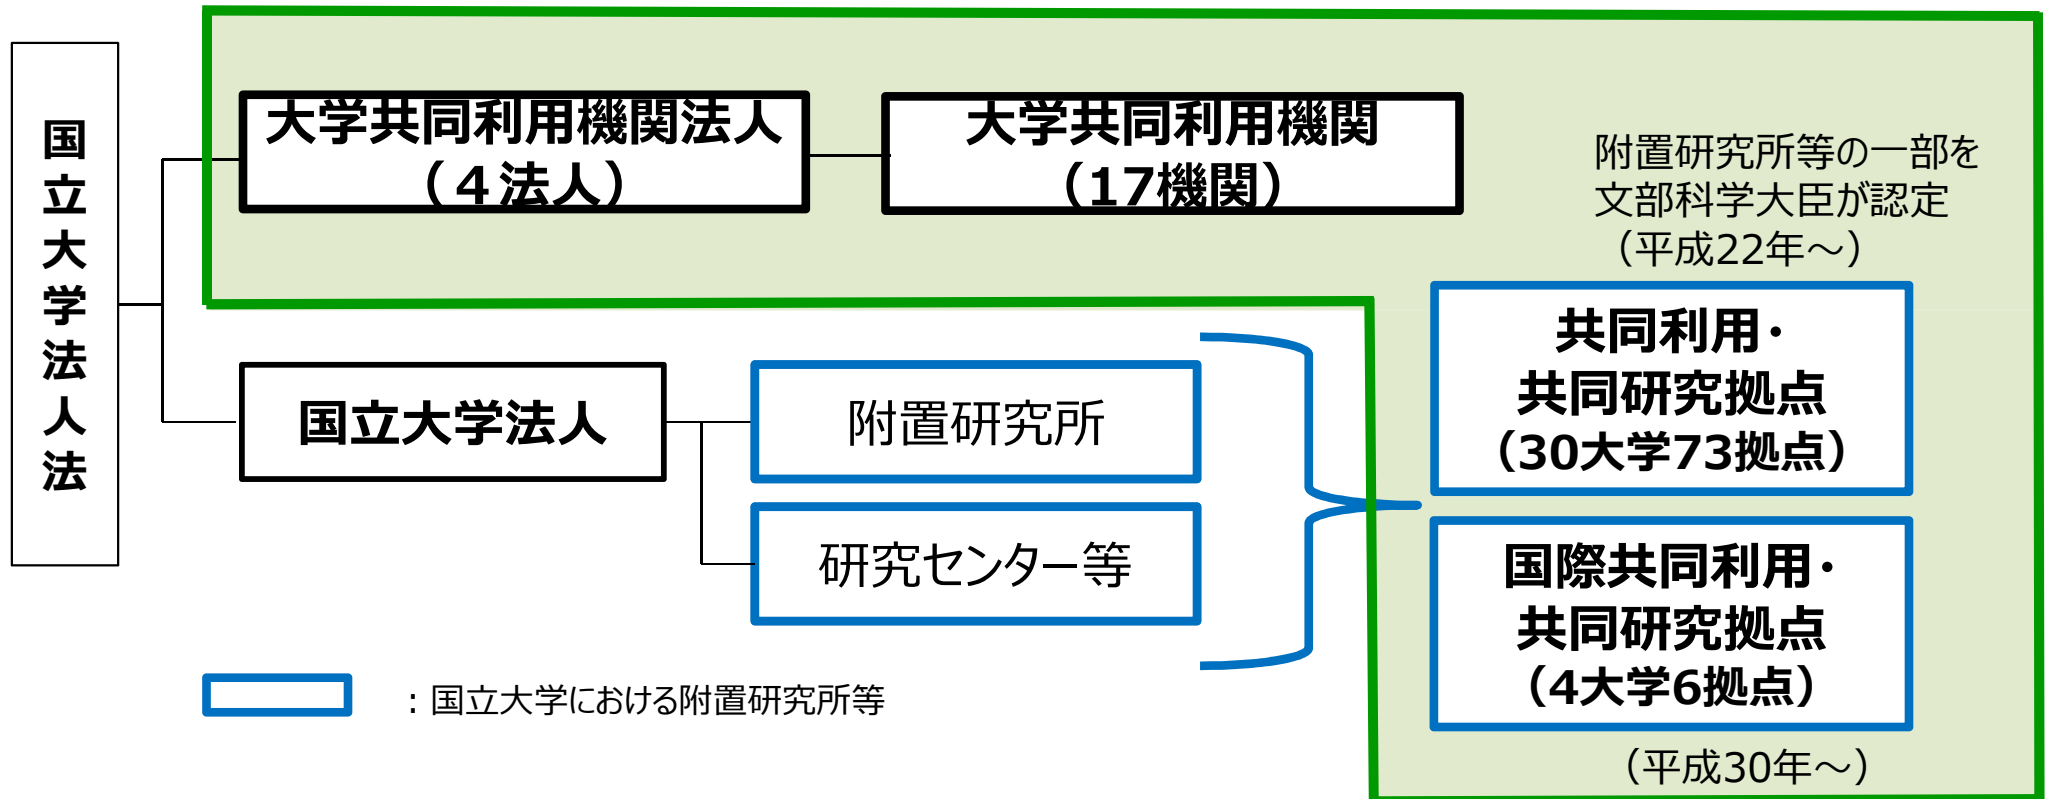 国立大学法人法
大学共同利用機関法人
（４法人）
大学共同利用機関
（17機関）
附置研究所等の一部を
文部科学大臣が認定
（平成22年～）
国立大学法人
附置研究所
研究センター等
共同利用・
共同研究拠点
（30大学73拠点）
国際共同利用・
共同研究拠点
（4大学6拠点）
（平成30年～）
：国立大学における附置研究所等